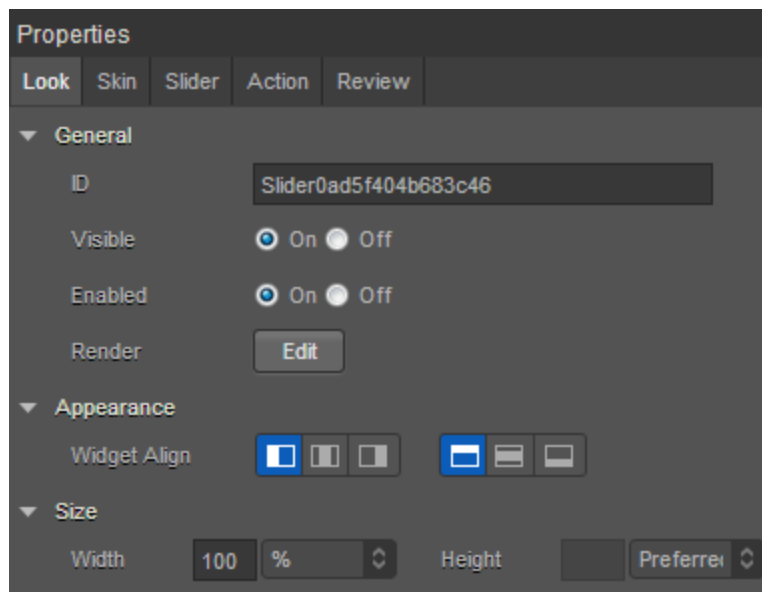 Properties
Look Skin Slider Action Review
General
ID Slider0ad5f404b683c46
Visible On Off
Enabled On Off
Render Edit
Appearance
Widget Align
Size
Width 100 % Height